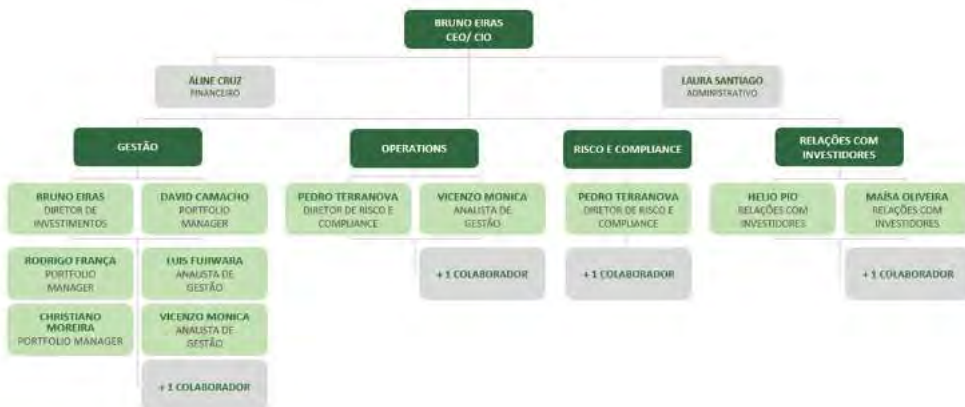 BRUNO EIRAS
CEO/ CIO
ALINE CRUZ
FINANCEIRO
LAURA SANTIAGO
ADMINISTRATIVO
GESTÃO
OPERATIONS
RISCO E COMPLIANCE
RELAÇÕES COM
INVESTIDORES
BRUNO EIRAS
DIRETOR DE
INVESTIMENTOS
DAVID CAMACHO
PORTFOLIO
MANAGER
PEDRO TERRANOVA
DIRETOR DE RISCO E
COMPLIANCE
VICENZO MONICA
ANALISTA DE
GESTÃO
PEDRO TERRANOVA
DIRETOR DE RISCO E
COMPLIANCE
HELIO PIO
RELAÇÕES COM
INVESTIDORES
MAÍSA OLIVEIRA
RELAÇÕES COM
INVESTIDORES
RODRIGO FRANÇA
PORTFOLIO
MANAGER
LUIS FUJIWARA
ANALISTA DE
GESTÃO
+ 1 COLABORADOR
+ 1 COLABORADOR
+ 1 COLABORADOR
CHRISTIANO
MOREIRA
PORTFOLIO MANAGER
VICENZO MONICA
ANALISTA DE
GESTÃO
+ 1 COLABORADOR